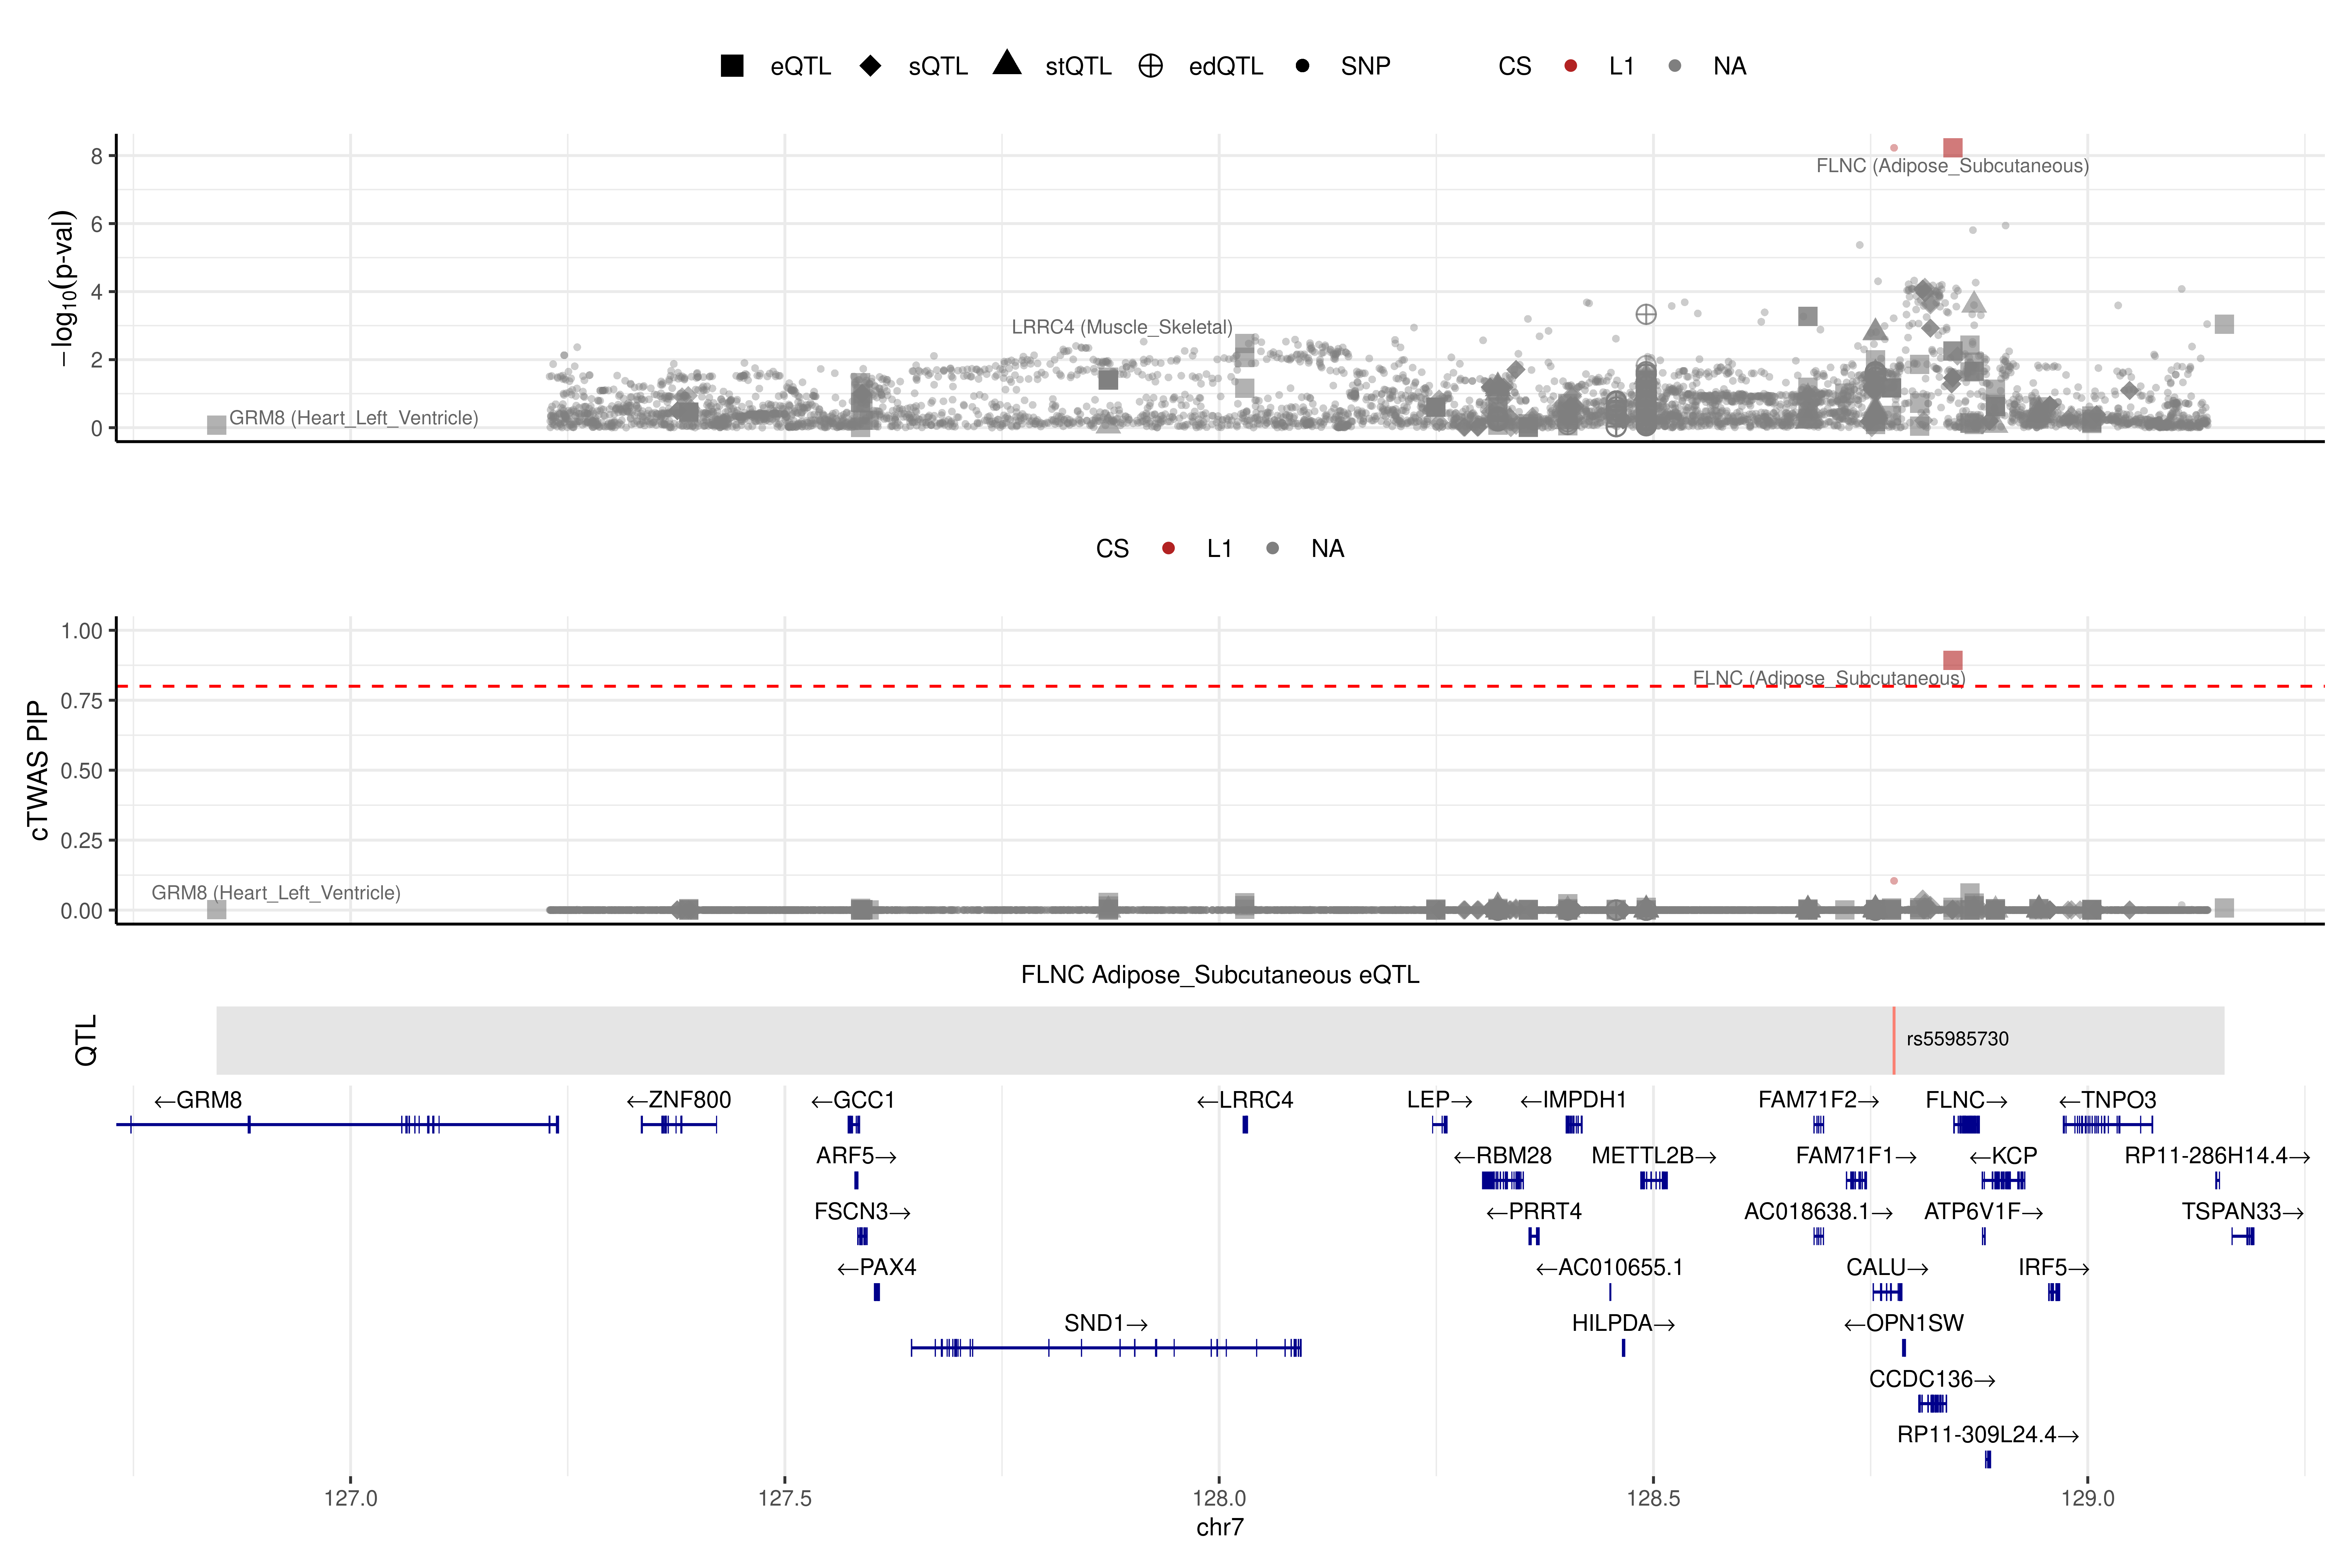 eQTL sQTL stQTL edQTL SNP CS L1 NA
−log10(p-val)
8
6
4
2
0
FLNC (Adipose_Subcutaneous)
LRRC4 (Muscle_Skeletal)
GRM8 (Heart_Left_Ventricle)
CS L1 NA
cTWAS PIP
1.00
0.75
0.50
0.25
0.00
FLNC (Adipose_Subcutaneous)
GRM8 (Heart_Left_Ventricle)
FLNC Adipose_Subcutaneous eQTL
QTL
rs55985730
←GRM8 ←ZNF800 ←GCC1 ←LRRC4 LEP→ ←IMPDH1 FAM71F2→ FLNC→ ←TNPO3
ARF5→ ←RBM28 METTL2B→ FAM71F1→ ←KCP RP11-286H14.4→
FSCN3→ ←PRRT4 AC018638.1→ ATP6V1F→ TSPAN33→
←PAX4 ←AC010655.1 CALU→ IRF5→
SND1→ HILPDA→ ←OPN1SW
CCDC136→
RP11-309L24.4→
127.0 127.5 128.0 128.5 129.0
chr7